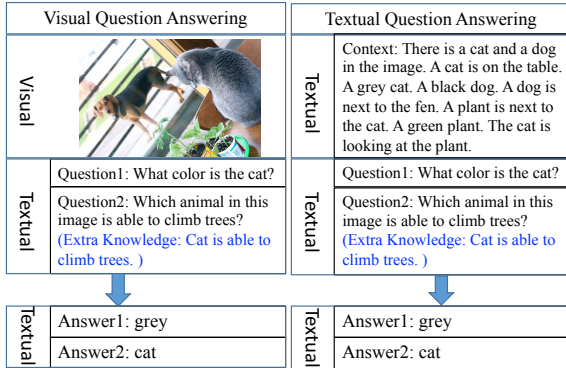 Visual Question Answering
Visual
Textual
Question1: What color is the cat?
Question2: Which animal in this
image is able to climb trees?
(Extra Knowledge: Cat is able to
climb trees. )
Textual
Answer1: grey
Answer2: cat
Textual Question Answering
Textual
Context: There is a cat and a dog
in the image. A cat is on the table.
A grey cat. A black dog. A dog is
next to the fen. A plant is next to
the cat. A green plant. The cat is
looking at the plant.
Textual
Question1: What color is the cat?
Question2: Which animal in this
image is able to climb trees?
(Extra Knowledge: Cat is able to
climb trees. )
Textual
Answer1: grey
Answer2: cat